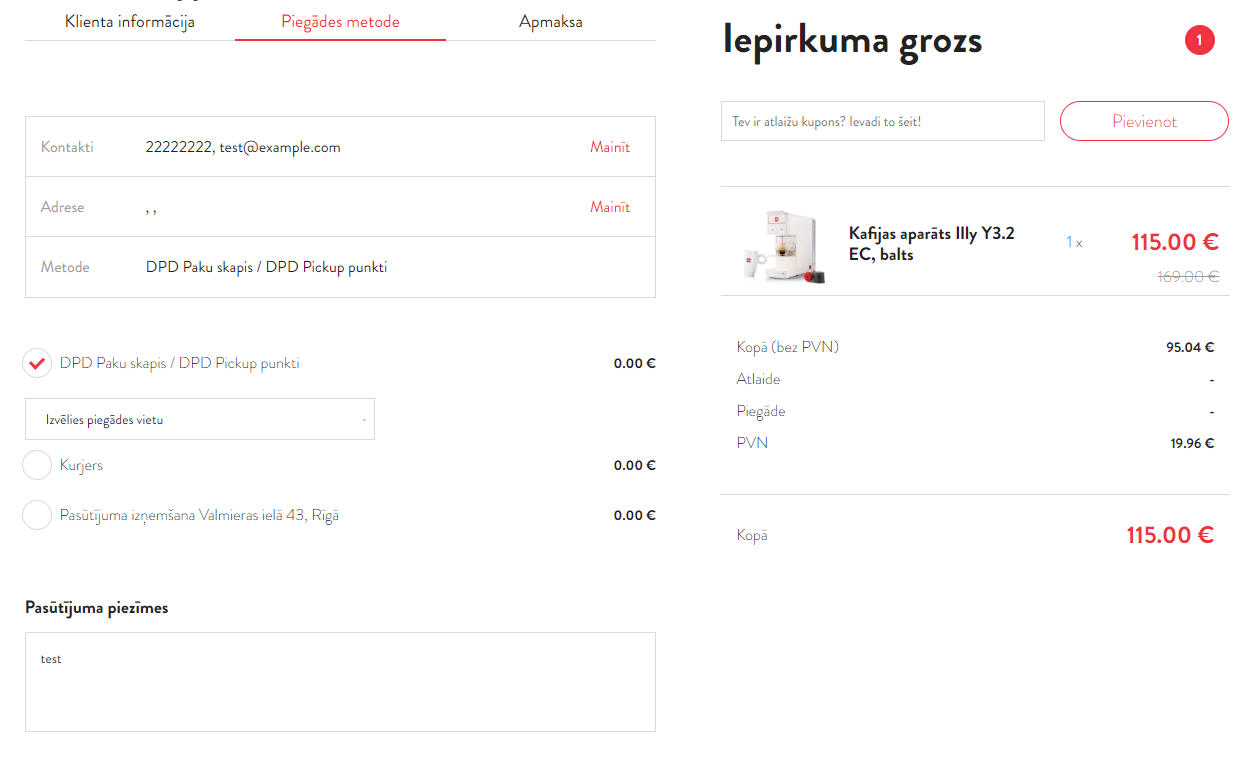 Klienta informācija
Piegādes metode
Apmaksa
Kontakti
22222222, test@example.com
Mainīt
Adrese
, ,
Mainīt
Metode
DPD Paku skapis / DPD Pickup punkti
DPD Paku skapis / DPD Pickup punkti
0.00 €
Izvēlies piegādes vietu
-
Kurjers
0.00 €
Pasūtījuma izņemšana Valmieras ielā 43, Rīgā
0.00 €
Pasūtījuma piezīmes
test
Iepirkuma grozs
1
Tev ir atlaižu kupons? Ievadi to šeit!
Pievienot
Kafijas aparāts Illy Y3.2
EC, balts
1 x
115.00 €
169.00 €
Kopā (bez PVN)
95.04 €
Atlaide
-
Piegāde
-
PVN
19.96 €
Kopā
115.00 €